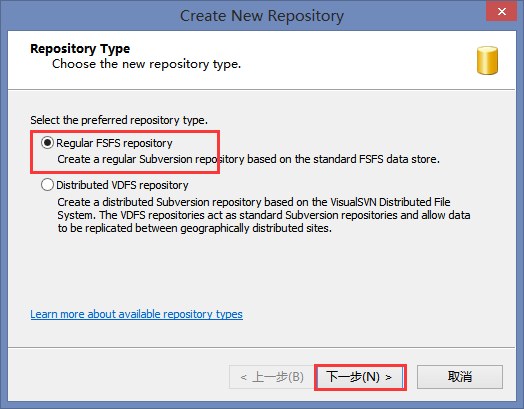 Create New Repository
Repository Type
Choose the new repository type.
Select the preferred repository type.
Regular FSFS repository
Create a regular Subversion repository based on the standard FSFS data store.
Distributed VDFS repository
Create a distributed Subversion repository based on the VisualSVN Distributed File
System. The VDFS repositories act as standard Subversion repositories and allow data
to be replicated between geographically distributed sites.
Learn more about available repository types
< 上一步(B) 下一步(N) > 取消